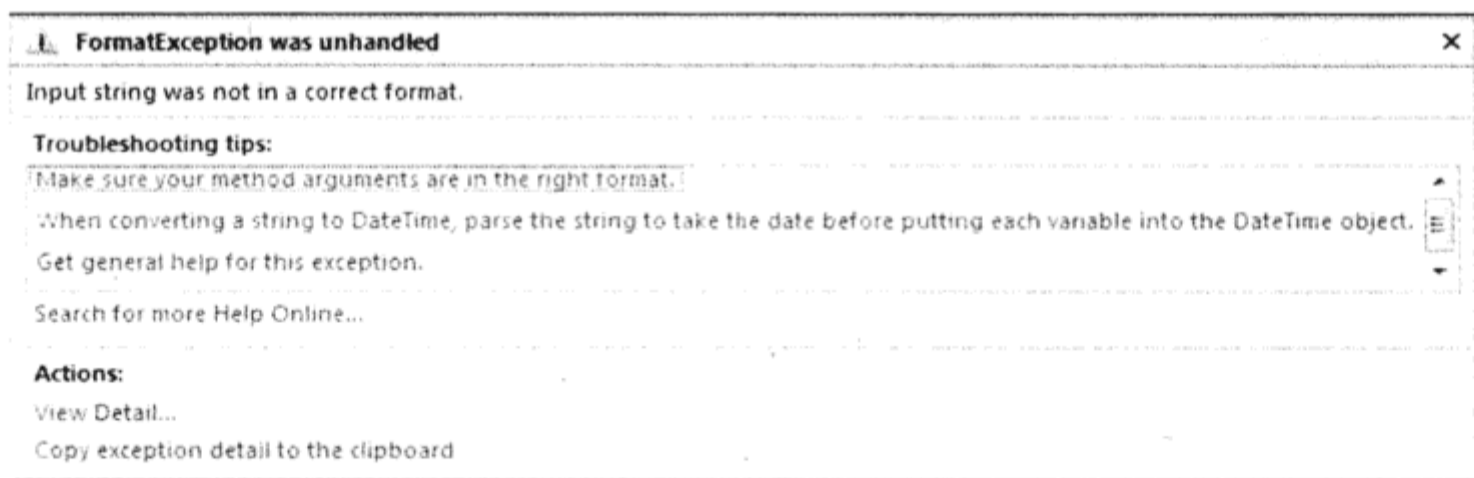 FormatException was unhandled
Input string was not in a correct format.
Troubleshooting tips:
Make sure your method arguments are in the right format.
When converting a string to DateTime, parse the string to take the date before putting each variable into the DateTime object.
Get general help for this exception.
Search for more Help Online...
Actions:
View Detail...
Copy exception detail to the clipboard